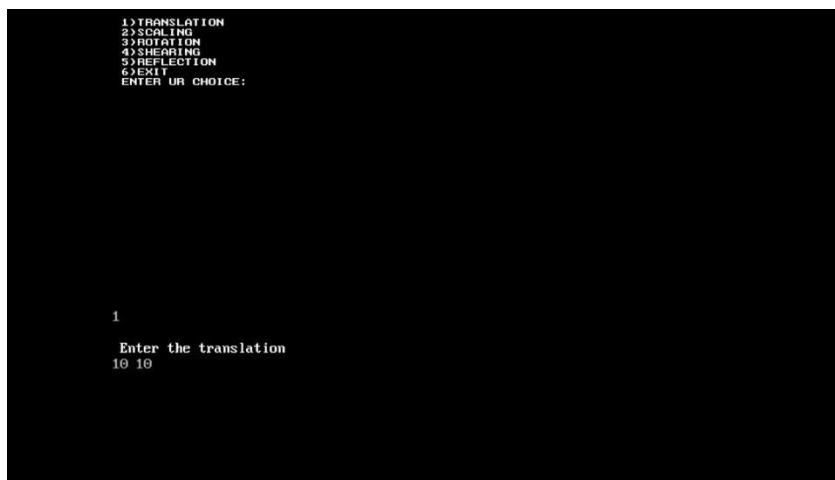 1)TRANSLATION
2)SCALING
3)ROTATION
4)SHEARING
5)REFLECTION
6)EXIT
ENTER UR CHOICE:
1
Enter the translation
10 10